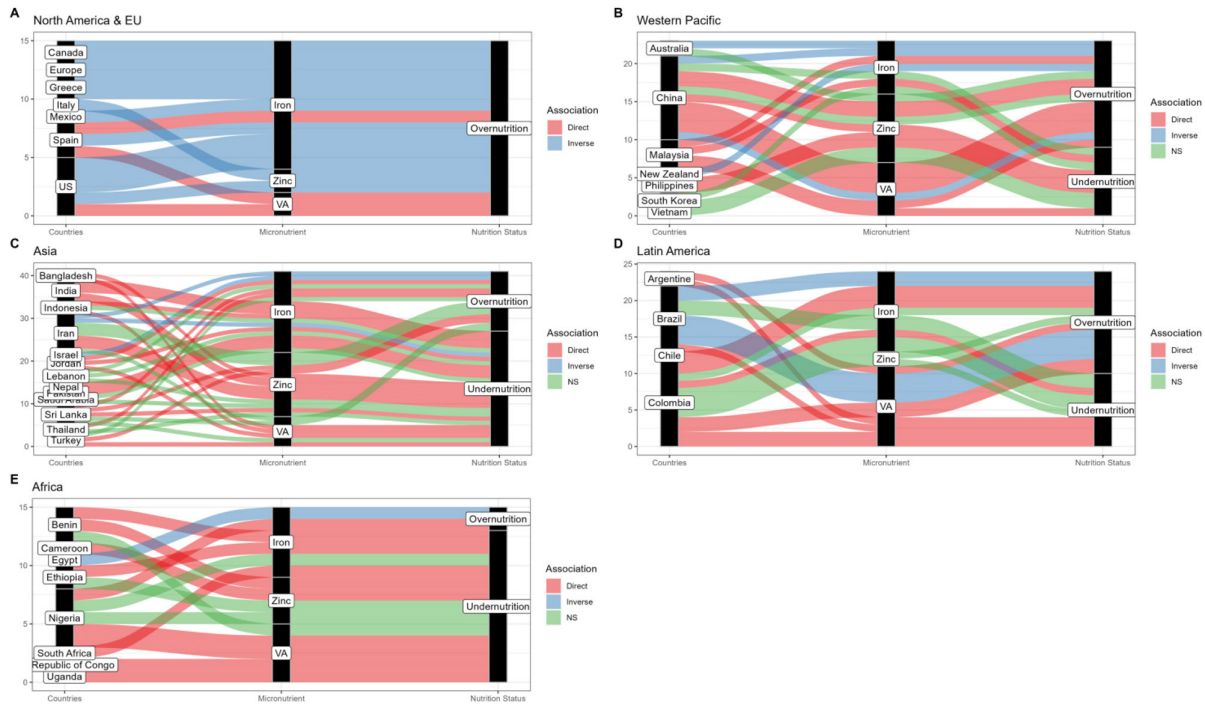 A
North America & EU
15
10
5
0
Canada
Europe
Greece
Italy
Mexico
Spain
US
Iron
Zinc
VA
Overnutrition
Countries
Micronutrient
Nutrition Status
Association
Direct
Inverse
B
Western Pacific
20
15
10
5
0
Australia
China
Malaysia
New Zealand
Philippines
South Korea
Vietnam
Iron
Zinc
VA
Overnutrition
Undernutrition
Countries
Micronutrient
Nutrition Status
Association
Direct
Inverse
NS
C
Asia
40
30
20
10
0
Bangladesh
India
Indonesia
Iran
Israel
Jordan
Lebanon
Nepal
Pakistan
Saudi Arabia
Sri Lanka
Thailand
Turkey
Iron
Zinc
VA
Overnutrition
Undernutrition
Countries
Micronutrient
Nutrition Status
Association
Direct
Inverse
NS
D
Latin America
25
20
15
10
5
0
Argentine
Brazil
Chile
Colombia
Iron
Zinc
VA
Overnutrition
Undernutrition
Countries
Micronutrient
Nutrition Status
Association
Direct
Inverse
NS
E
Africa
15
10
5
0
Benin
Cameroon
Egypt
Ethiopia
Nigeria
South Africa
Republic of Congo
Uganda
Iron
Zinc
VA
Overnutrition
Undernutrition
Countries
Micronutrient
Nutrition Status
Association
Direct
Inverse
NS